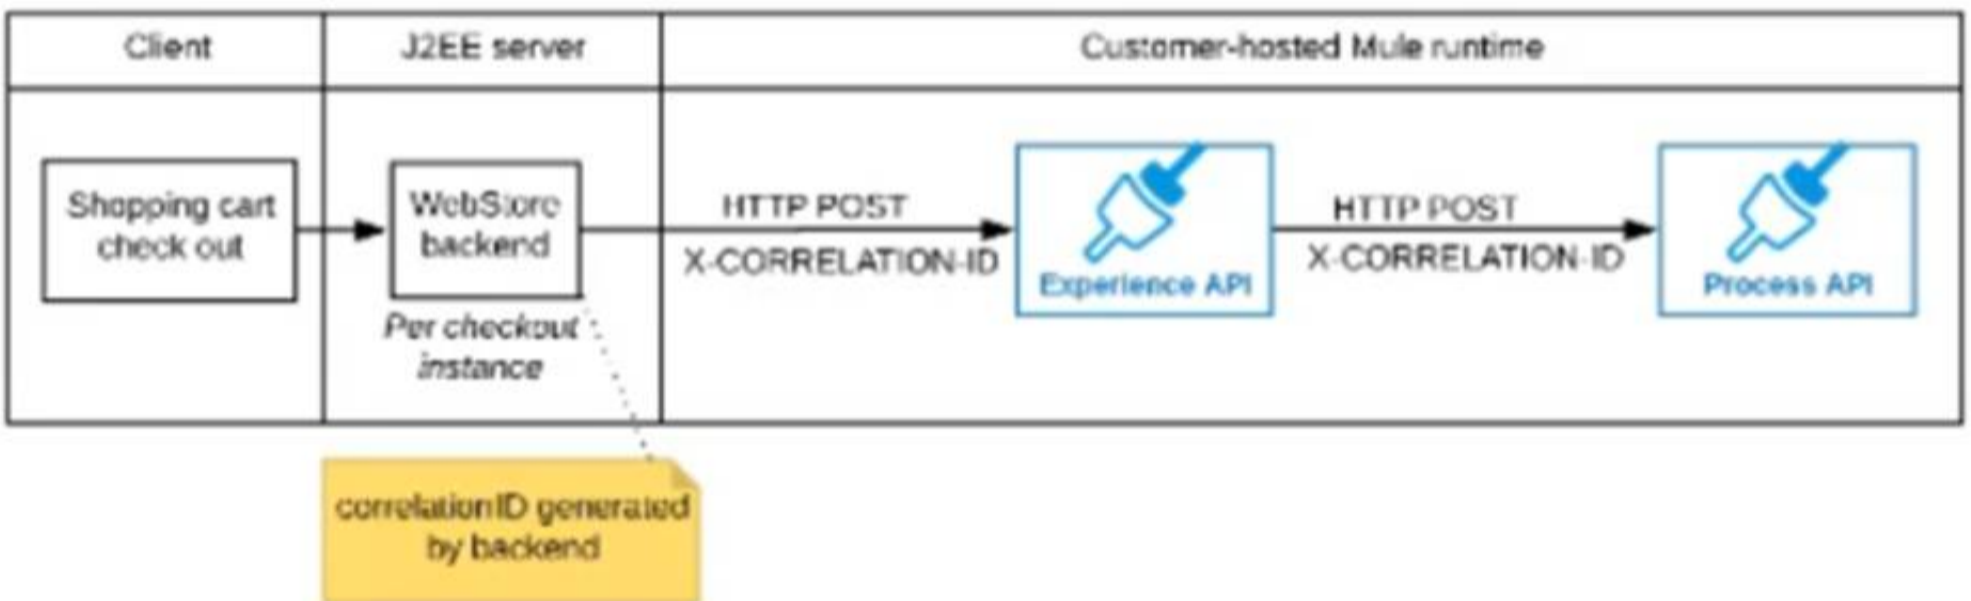 Client
J2EE server
Customer-hosted Mule runtime
Shopping cart
check out
WebStore
backend
Per checkout
instance
HTTP POST
X-CORRELATION-ID
Experience API
HTTP POST
X-CORRELATION-ID
Process API
correlationID generated
by backend